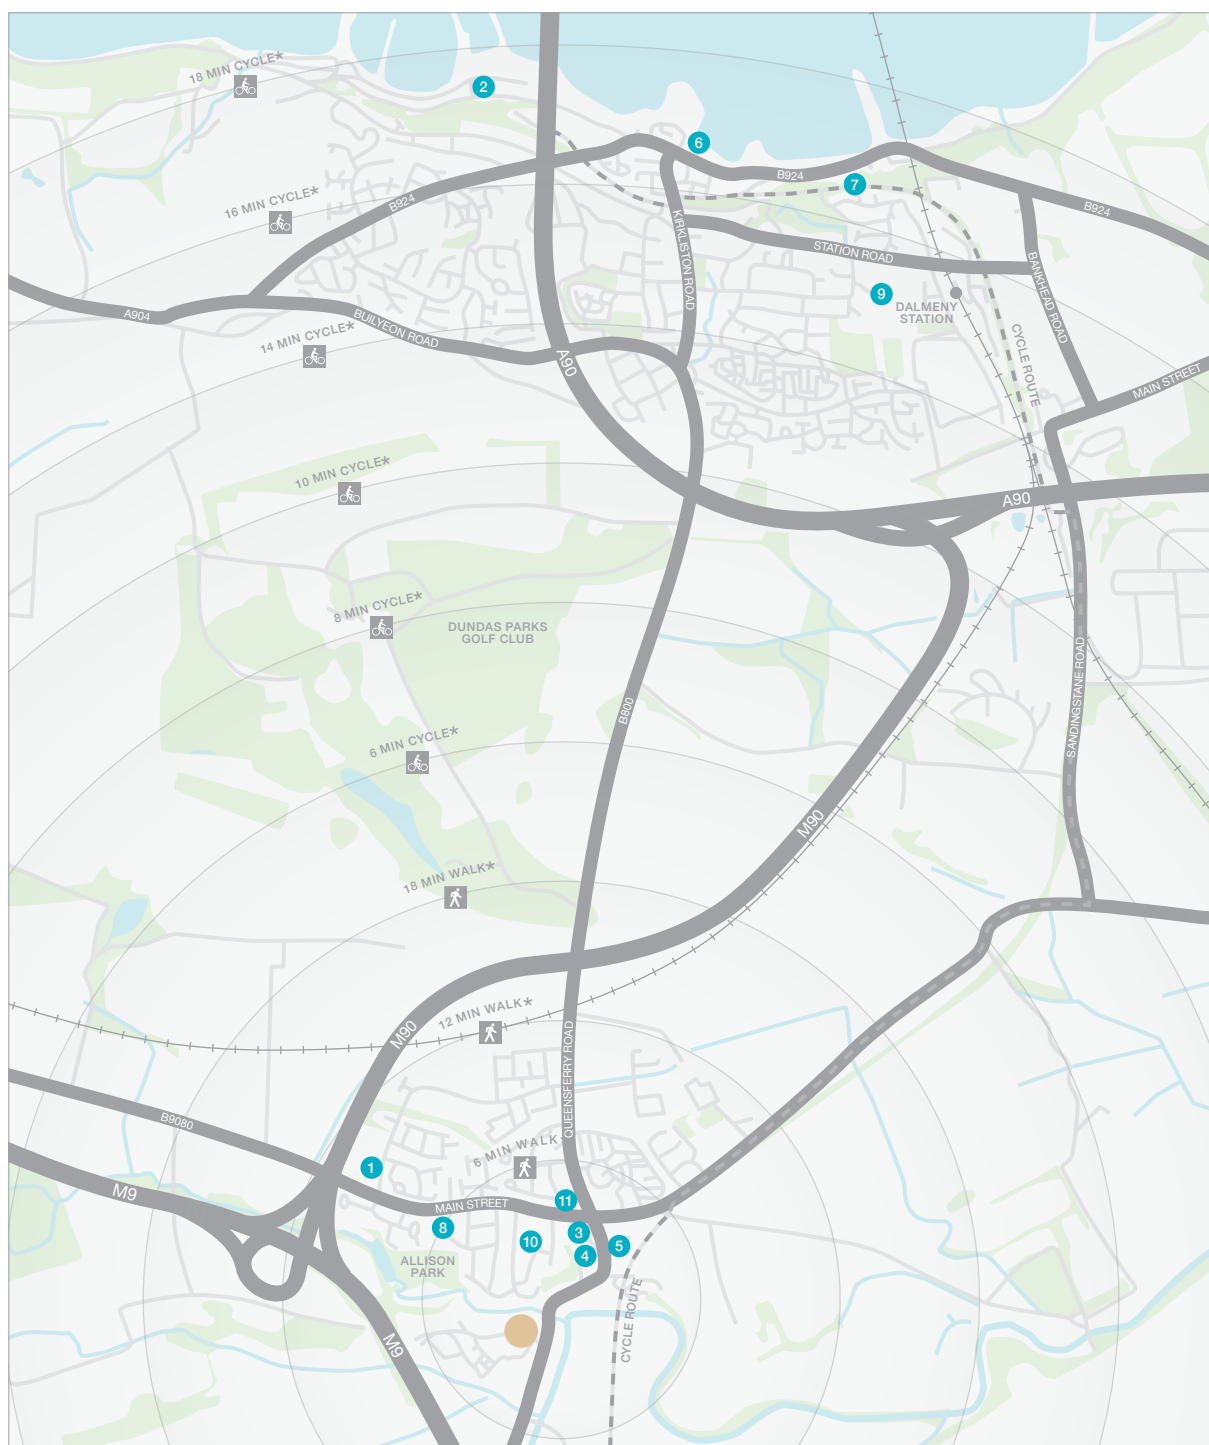 18 MIN CYCLE*
2
6
B924
7
16 MIN CYCLE*
B924
B924
KIRKLISTON ROAD
STATION ROAD
BANKHEAD ROAD
9
DALMENY
STATION
A904
BUILYEON ROAD
14 MIN CYCLE*
A90
CYCLE ROUTE
MAIN STREET
10 MIN CYCLE*
A90
8 MIN CYCLE*
DUNDAS PARKS
GOLF CLUB
SANDINGSTANE ROAD
B800
6 MIN CYCLE*
M90
18 MIN WALK*
12 MIN WALK*
M90
QUEENSFERRY ROAD
B9080
6 MIN WALK*
1
M9
MAIN STREET
11
8
3
10
5
4
ALLISON
PARK
CYCLE ROUTE
M9